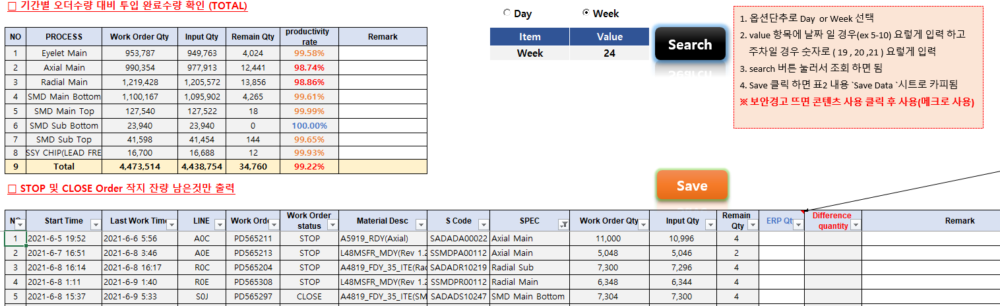 □ 기간별 오더수량 대비 투입 완료수량 확인 (TOTAL)
Day Week
NO PROCESS Work Order Qty Input Qty Remain Qty productivity rate Remark
1 Eyelet Main 953,787 949,763 4,024 99.58%
2 Axial Main 990,354 977,913 12,441 98.74%
3 Radial Main 1,219,428 1,205,572 13,856 98.86%
4 SMD Main Bottom 1,100,167 1,095,902 4,265 99.61%
5 SMD Main Top 127,540 127,522 18 99.99%
6 SMD Sub Bottom 23,940 23,940 0 100.00%
7 SMD Sub Top 41,598 41,454 144 99.65%
8 SSY CHIP(LEAD FRE 16,700 16,688 12 99.93%
9 Total 4,473,514 4,438,754 34,760 99.22%
Item Value
Week 24
Search
1. 옵션단추로 Day or Week 선택
2. value 항목에 날짜 일 경우(ex 5-10) 요렇게 입력 하고
주차일 경우 숫자로 ( 19 , 20 ,21 ) 요렇게 입력
3. search 버튼 눌러서 조회 하면 됨
4. Save 클릭 하면 표2 내용 `Save Data `시트로 카피됨
※ 보안경고 뜨면 콘텐츠 사용 클릭 후 사용(메크로 사용)
□ STOP 및 CLOSE Order 작지 잔량 남은것만 출력
Save
Start Time Last Work Time LINE Work Orde Work Order status Material Desc S Code SPEC Work Order Qty Input Qty Remain Qty ERP Qt Difference quantity Remark
1 2021-6-5 19:52 2021-6-6 5:56 A0C PD565211 STOP A5919_RDY(Axial) SADADA00022 Axial Main 11,000 10,996 4
2 2021-6-7 16:51 2021-6-8 3:46 A0E PD565213 STOP L48MSFR_MDY(Rev 1.2 SSMDPA00112 Axial Main 5,048 5,046 2
3 2021-6-8 16:14 2021-6-8 16:17 R0C PD565204 STOP A4819_FDY_35_ITE(Rad SADADR10219 Radial Sub 7,300 7,296 4
4 2021-6-8 1:11 2021-6-9 1:40 R0E PD565308 STOP L48MSFR_MDY(Rev 1.2 SSMDPR00112 Radial Main 6,348 6,344 4
5 2021-6-8 15:37 2021-6-9 5:33 S0J PD565297 CLOSE A4819_FDY_35_ITE(SM SADADS10247 SMD Main Bottom 7,304 7,300 4